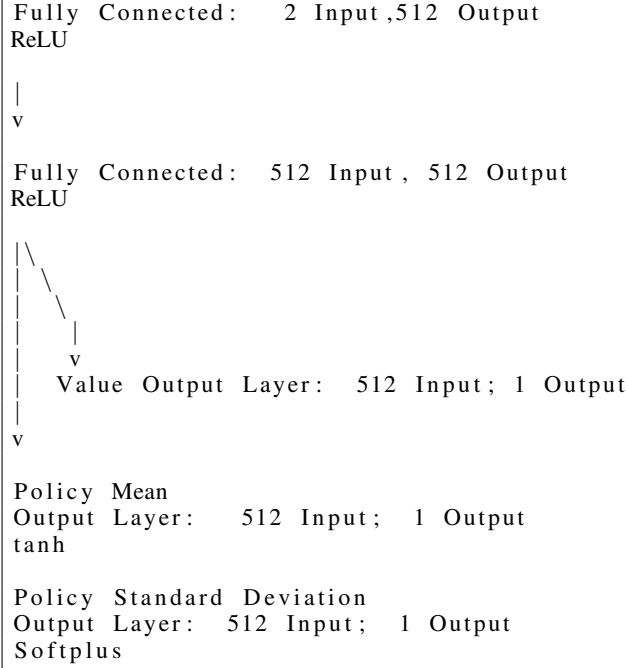 Fully Connected: 2 Input ,512 Output
ReLU
|
v
Fully Connected: 512 Input , 512 Output
ReLU
|\
| \
|  \
|   |
|   v
|  Value Output Layer: 512 Input; 1 Output
|
v
Policy Mean
Output Layer: 512 Input; 1 Output
tanh
Policy Standard Deviation
Output Layer: 512 Input; 1 Output
Softplus